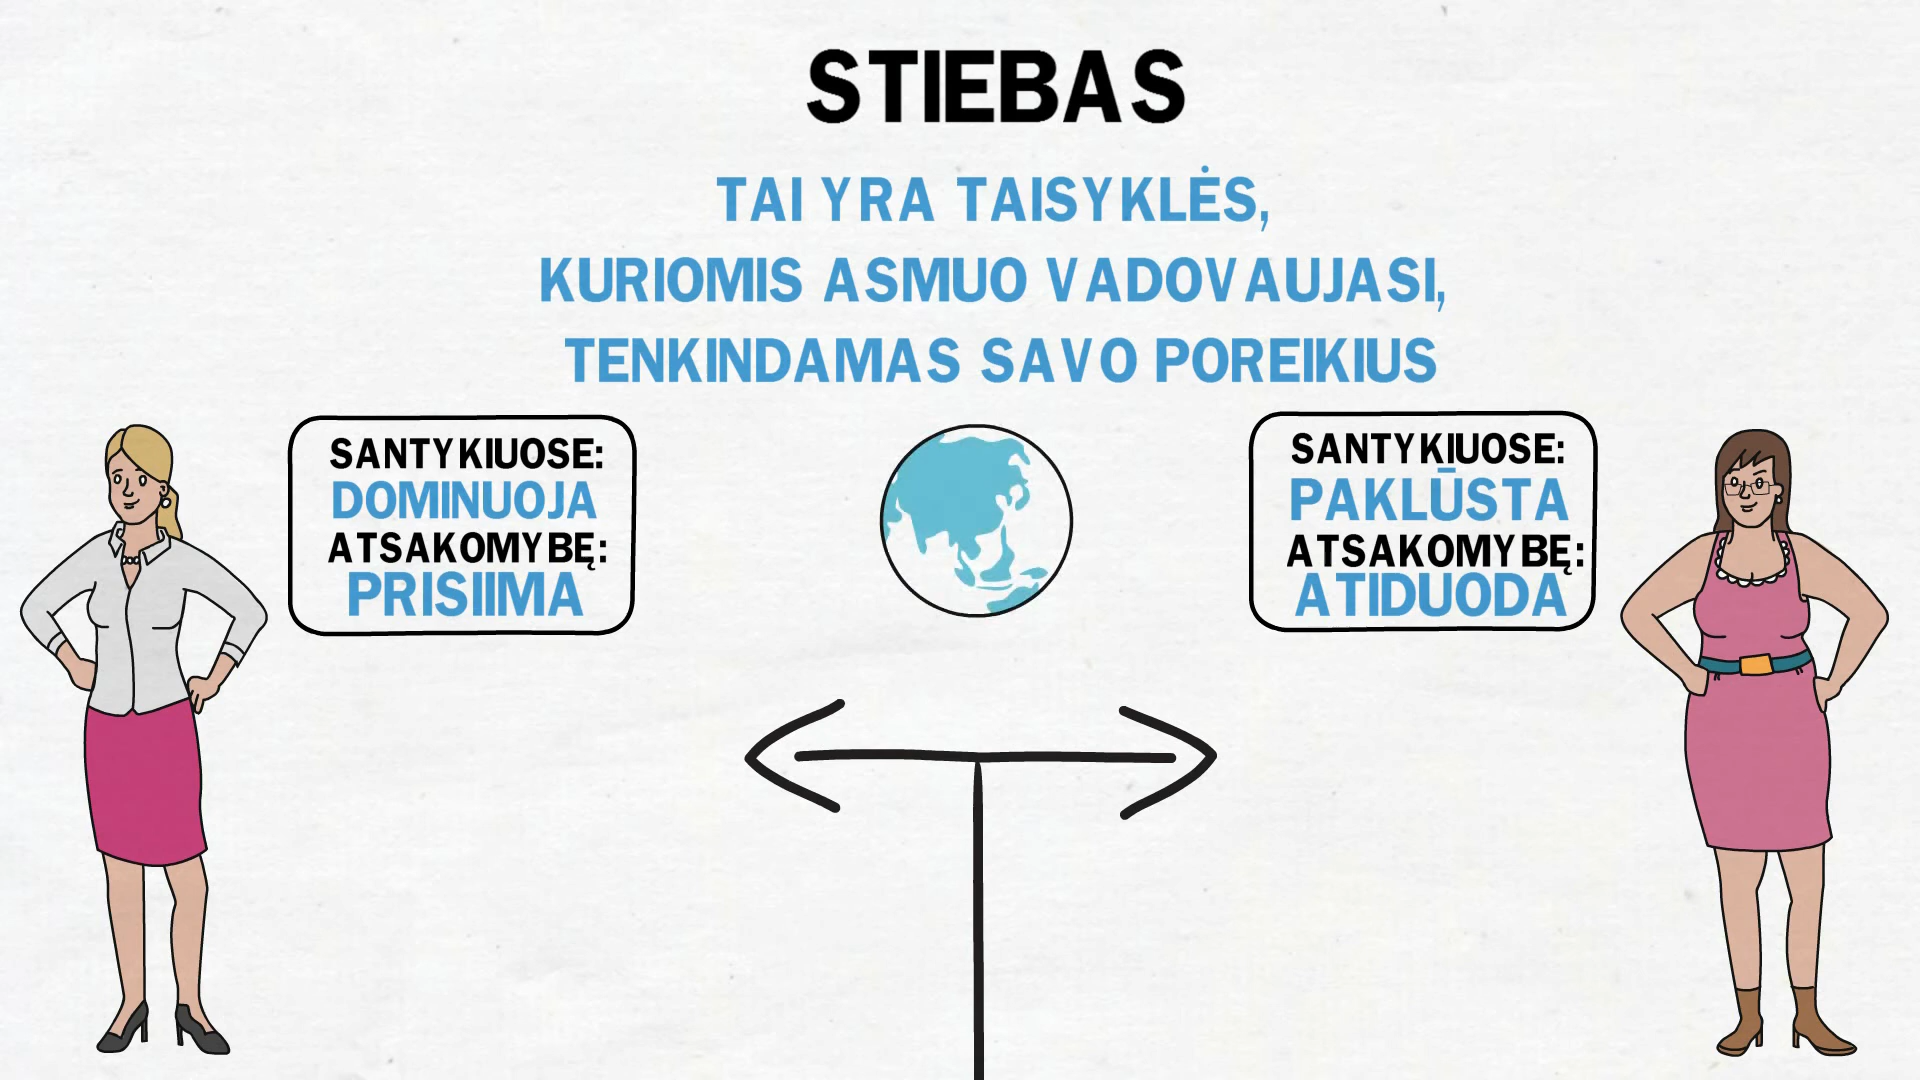 STIEBAS
TAI YRA TAISYKLĖS,
KURIOMIS ASMUO VADOVAUJASI,
TENKINDAMAS SAVO POREIKIUS
SANTYKIUOSE:
DOMINUOJA
ATSAKOMYBĘ:
PRISIIMA
SANTYKIUOSE:
PAKLŪSTA
ATSAKOMYBĘ:
ATIDUODA